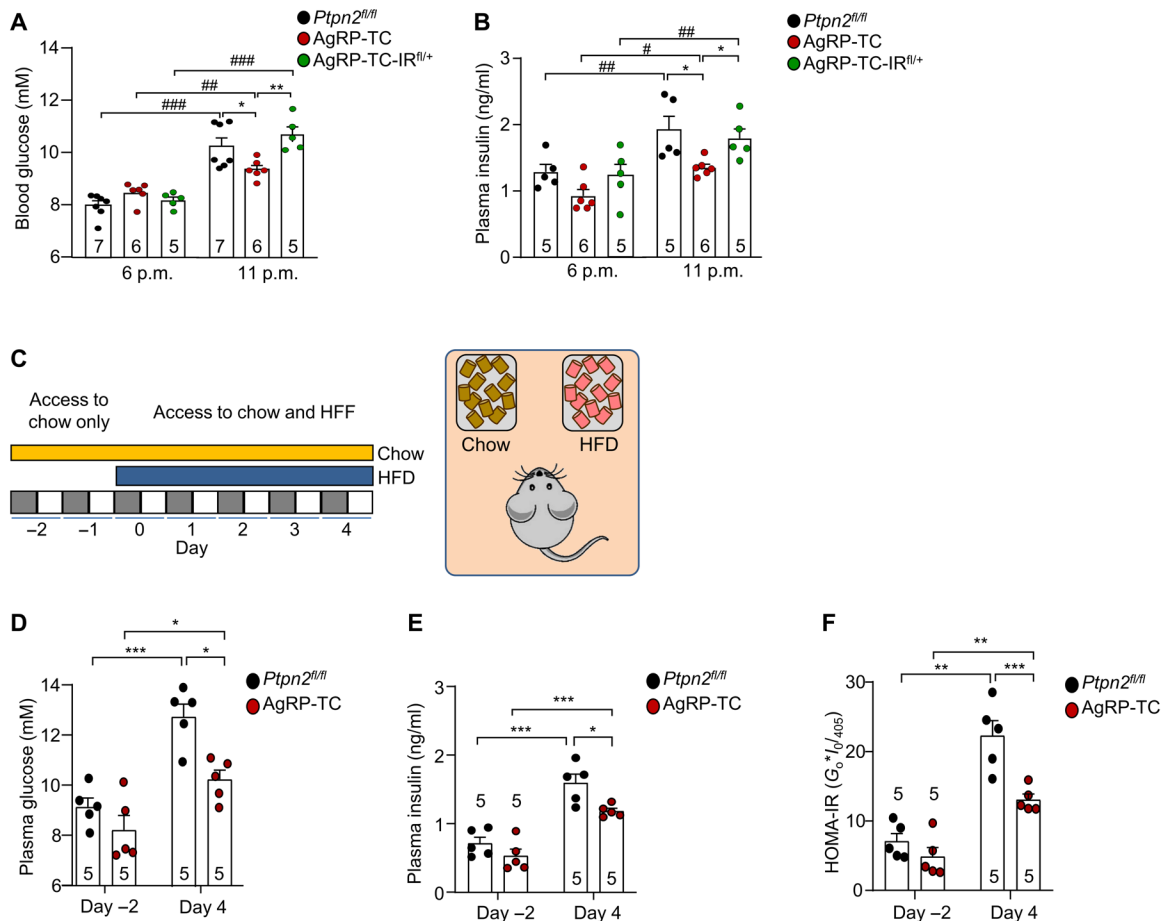 A
Ptpn2fl/fl
AgRP-TC
AgRP-TC-IRfl/+
Blood glucose (mM)
14
12
10
8
6
###
##
###
###
*
**
7
6
5
7
6
5
6 p.m.
11 p.m.
B
Ptpn2fl/fl
AgRP-TC
AgRP-TC-IRfl/+
Plasma insulin (ng/ml)
3
2
1
0
##
#
*
##
*
5
6
5
5
6
5
6 p.m.
11 p.m.
C
Access to
chow only
Access to chow and HFF
Chow
HFD
–2
–1
0
1
2
3
4
Day
Chow
HFD
D
Ptpn2fl/fl
AgRP-TC
Plasma glucose (mM)
14
12
10
8
6
*
***
*
5
5
5
5
Day –2
Day 4
E
Ptpn2fl/fl
AgRP-TC
Plasma insulin (ng/ml)
3
2
1
0
***
***
*
5
5
5
5
Day –2
Day 4
F
Ptpn2fl/fl
AgRP-TC
HOMA-IR (Go*I0/405)
30
20
10
0
**
**
***
5
5
5
5
Day –2
Day 4